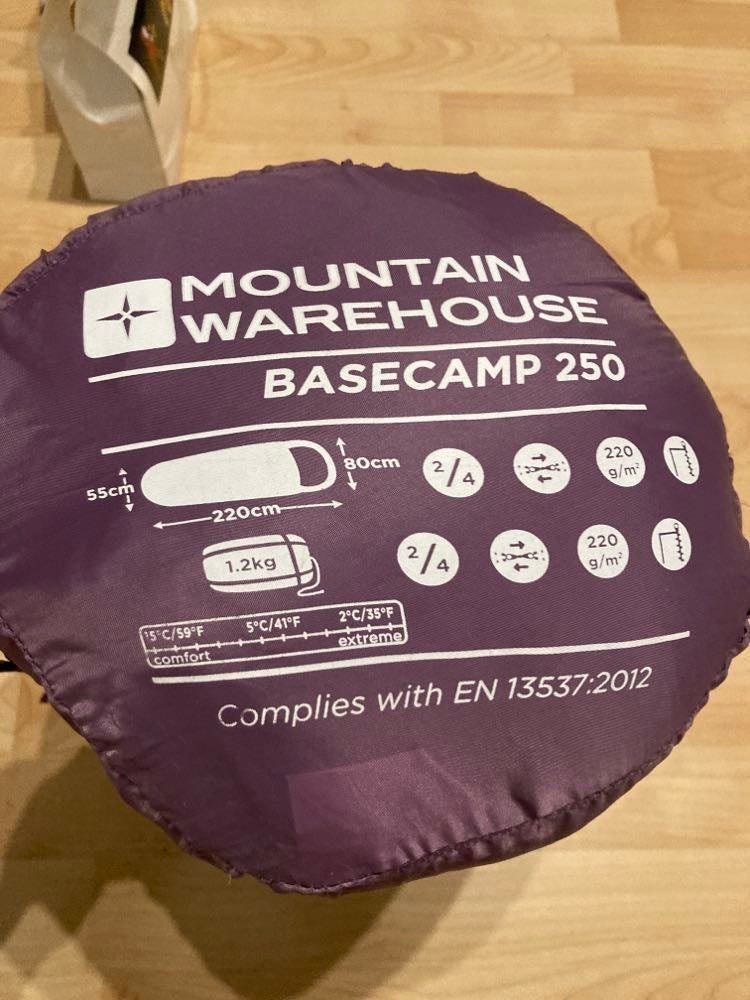 MOUNTAIN
WAREHOUSE
BASECAMP 250
55cm
80cm
220cm
2/4
220
g/m²
1.2kg
2/4
220
g/m²
15°C/59°F 5°C/41°F 2°C/35°F
comfort extreme
Complies with EN 13537:2012